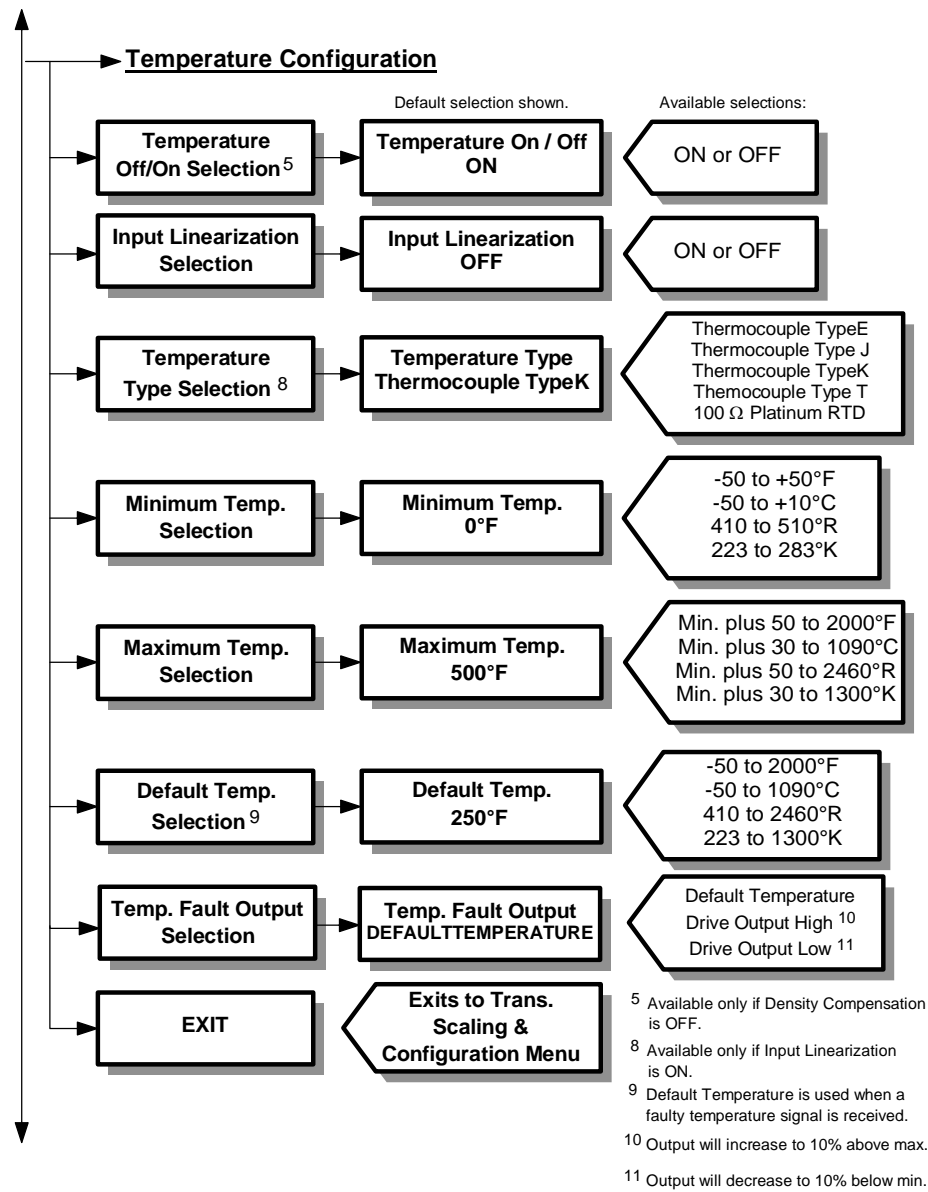 Temperature Configuration
Default selection shown.
Available selections:
Temperature
Off/On Selection 5
Temperature On / Off
ON
ON or OFF
Input Linearization
Selection
Input Linearization
OFF
ON or OFF
Temperature
Type Selection 8
Temperature Type
Thermocouple TypeK
Thermocouple TypeE
Thermocouple Type J
Thermocouple TypeK
Themocouple Type T
100 Ω Platinum RTD
Minimum Temp.
Selection
Minimum Temp.
0°F
-50 to +50°F
-50 to +10°C
410 to 510°R
223 to 283°K
Maximum Temp.
Selection
Maximum Temp.
500°F
Min. plus 50 to 2000°F
Min. plus 30 to 1090°C
Min. plus 50 to 2460°R
Min. plus 30 to 1300°K
Default Temp.
Selection 9
Default Temp.
250°F
-50 to 2000°F
-50 to 1090°C
410 to 2460°R
223 to 1300°K
Temp. Fault Output
Selection
Temp. Fault Output
DEFAULTTEMPERATURE
Default Temperature
Drive Output High 10
Drive Output Low 11
EXIT
Exits to Trans.
Scaling &
Configuration Menu
5 Available only if Density Compensation
is OFF.
8 Available only if Input Linearization
is ON.
9 Default Temperature is used when a
faulty temperature signal is received.
10 Output will increase to 10% above max.
11 Output will decrease to 10% below min.